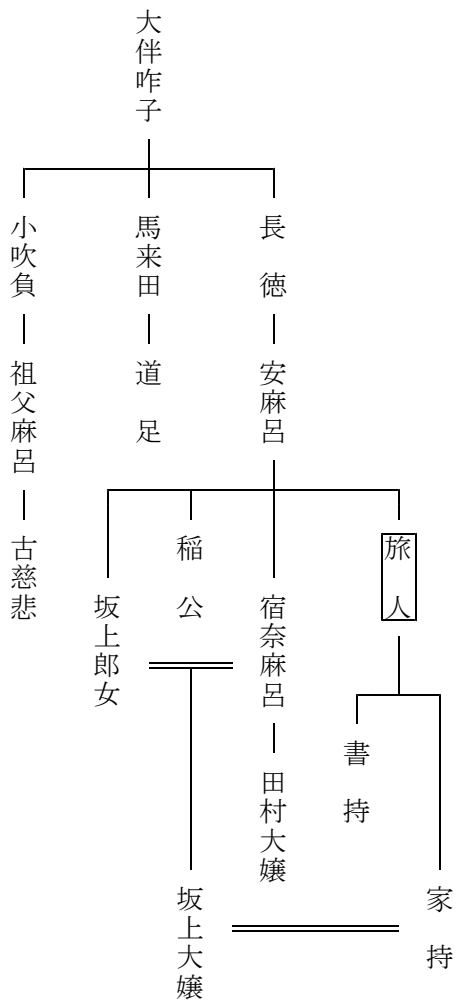 大伴咋子
長徳
馬来田
小吹負
安麻呂
道足
祖父麻呂
旅人
宿奈麻呂
稲公
坂上郎女
古慈悲
家持
書持
田村大嬢
坂上大嬢